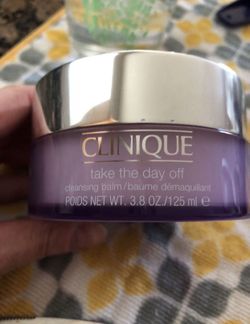 CLINIQUE
take the day off
cleansing balm/baume démaquillant
POIDS NET WT. 3.8 OZ./125 ml e